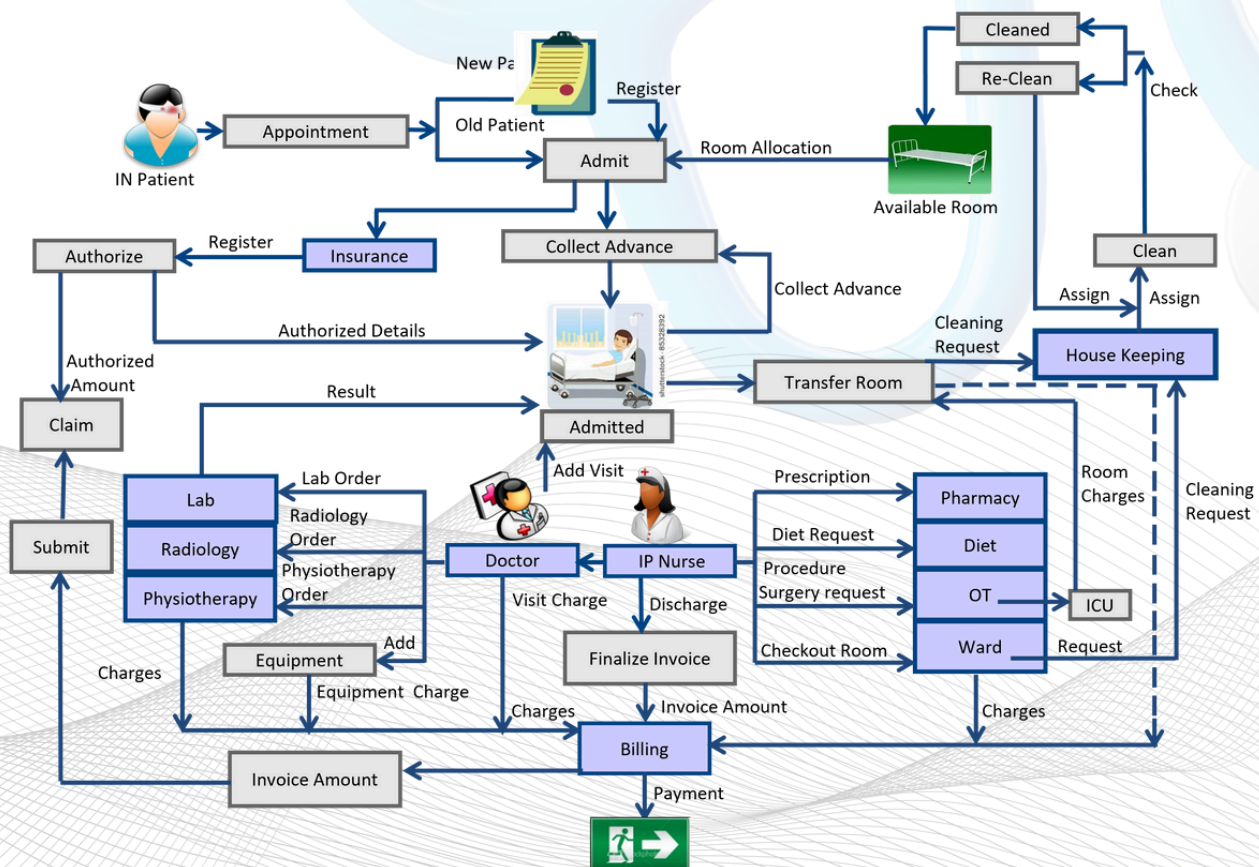 Cleaned
New Pa
Re-Clean
Register
Check
Appointment
Old Patient
Admit
Room Allocation
IN Patient
Available Room
Authorize
Register
Insurance
Collect Advance
Clean
Collect Advance
Assign
Assign
Authorized Details
Cleaning
Request
House Keeping
shutterstock · 85328392
Authorized
Amount
Transfer Room
Result
Claim
Admitted
Add Visit
Lab Order
Lab
Prescription
Pharmacy
Room
Charges
Cleaning
Request
Radiology
Order
Radiology
Submit
Diet Request
Diet
Doctor
IP Nurse
Physiotherapy
Order
Physiotherapy
Visit Charge
Discharge
Procedure
Surgery request
OT
ICU
Add
Equipment
Finalize Invoice
Checkout Room
Ward
Request
Charges
Equipment Charge
Charges
Invoice Amount
Charges
Billing
Invoice Amount
Payment